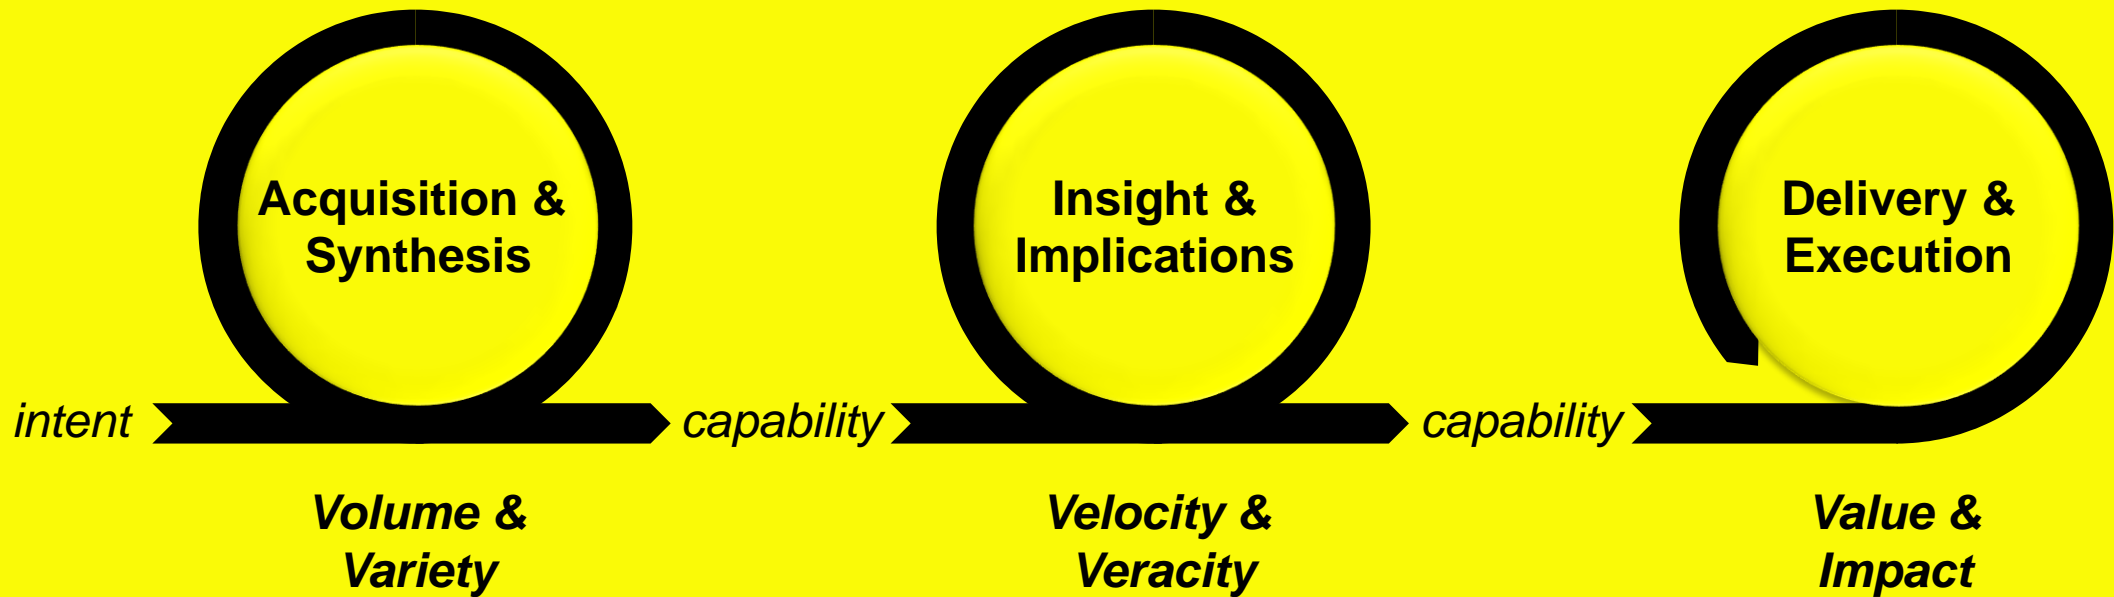 Acquisition &
Synthesis
Insight &
Implications
Delivery &
Execution
intent
capability
capability
Volume &
Variety
Velocity &
Veracity
Value &
Impact